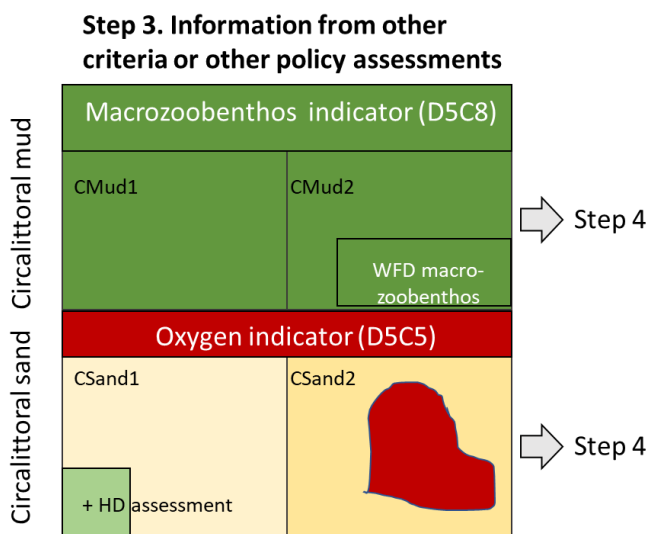 Step 3. Information from other
criteria or other policy assessments
Circalittoral mud
Macrozoobenthos indicator (D5C8)
CMud1
CMud2
WFD macro-
zoobenthos
Step 4
Circalittoral sand
Oxygen indicator (D5C5)
CSand1
CSand2
+ HD assessment
Step 4